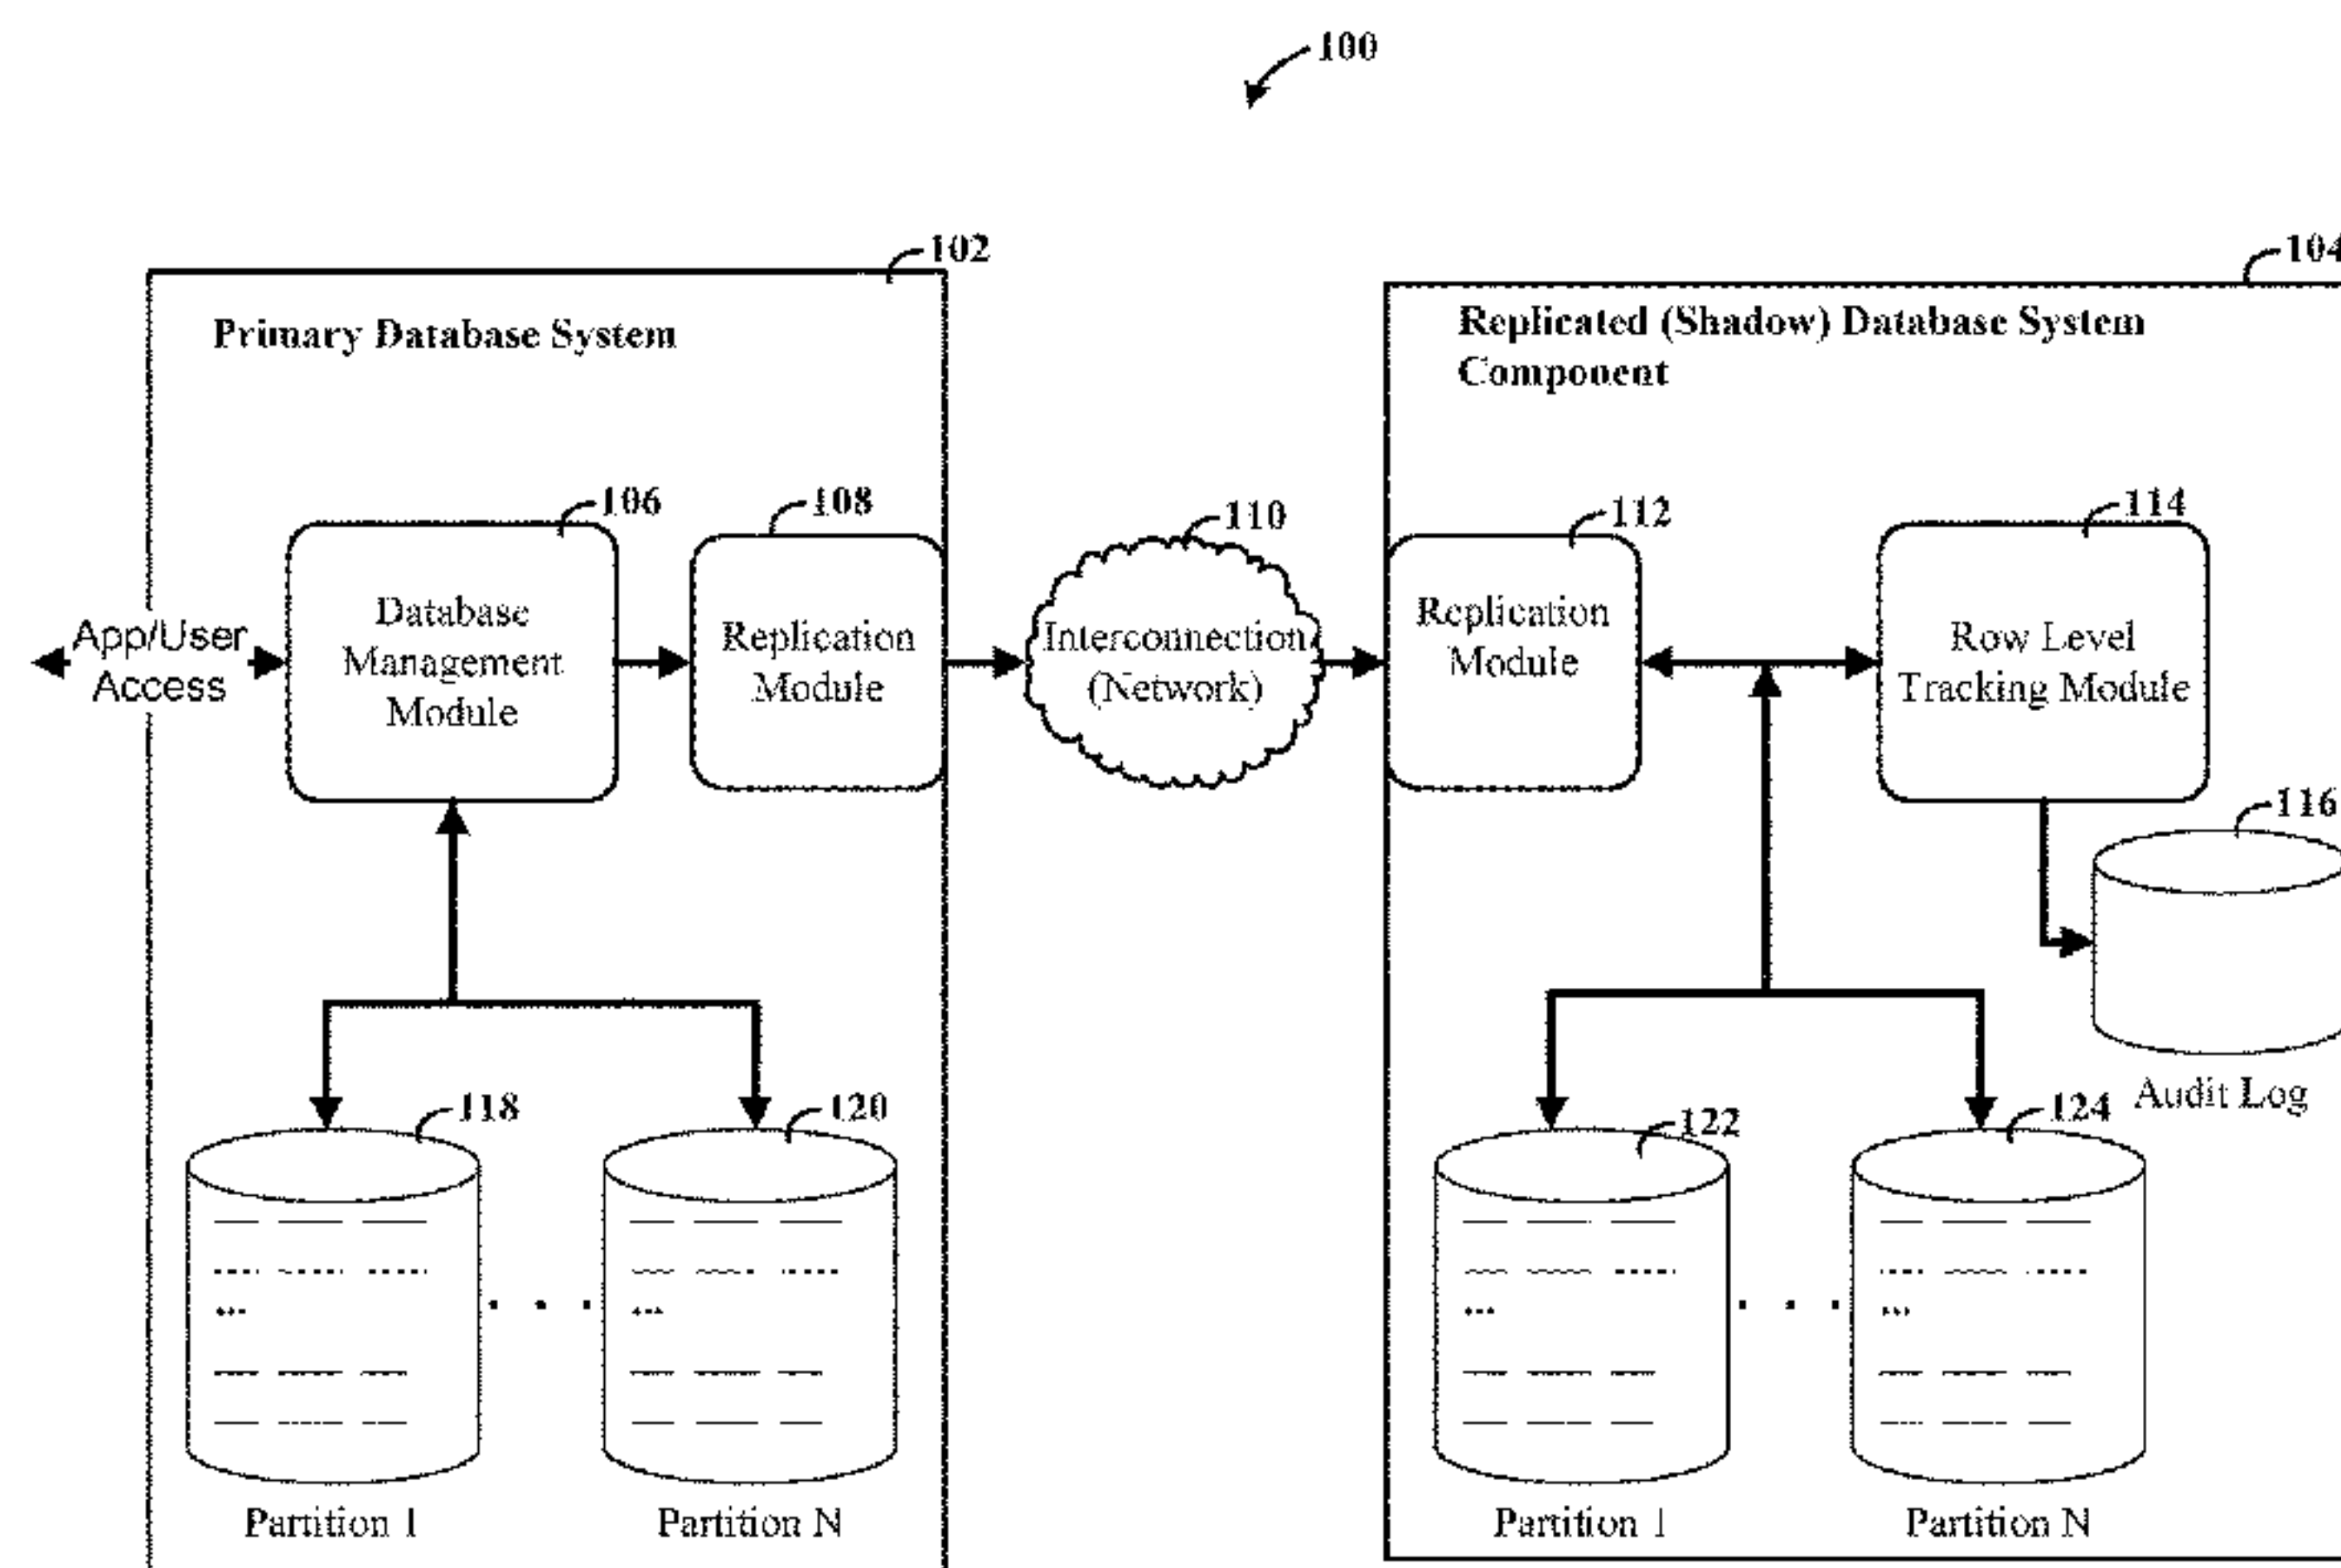 100
102
104
Primary Database System
Replicated (Shadow) Database System
Component
106
108
110
112
114
App/User
Access
Database
Management
Module
Replication
Module
Interconnection
(Network)
Replication
Module
Row Level
Tracking Module
116
Audit Log
118
120
122
124
Partition 1
Partition N
Partition 1
Partition N